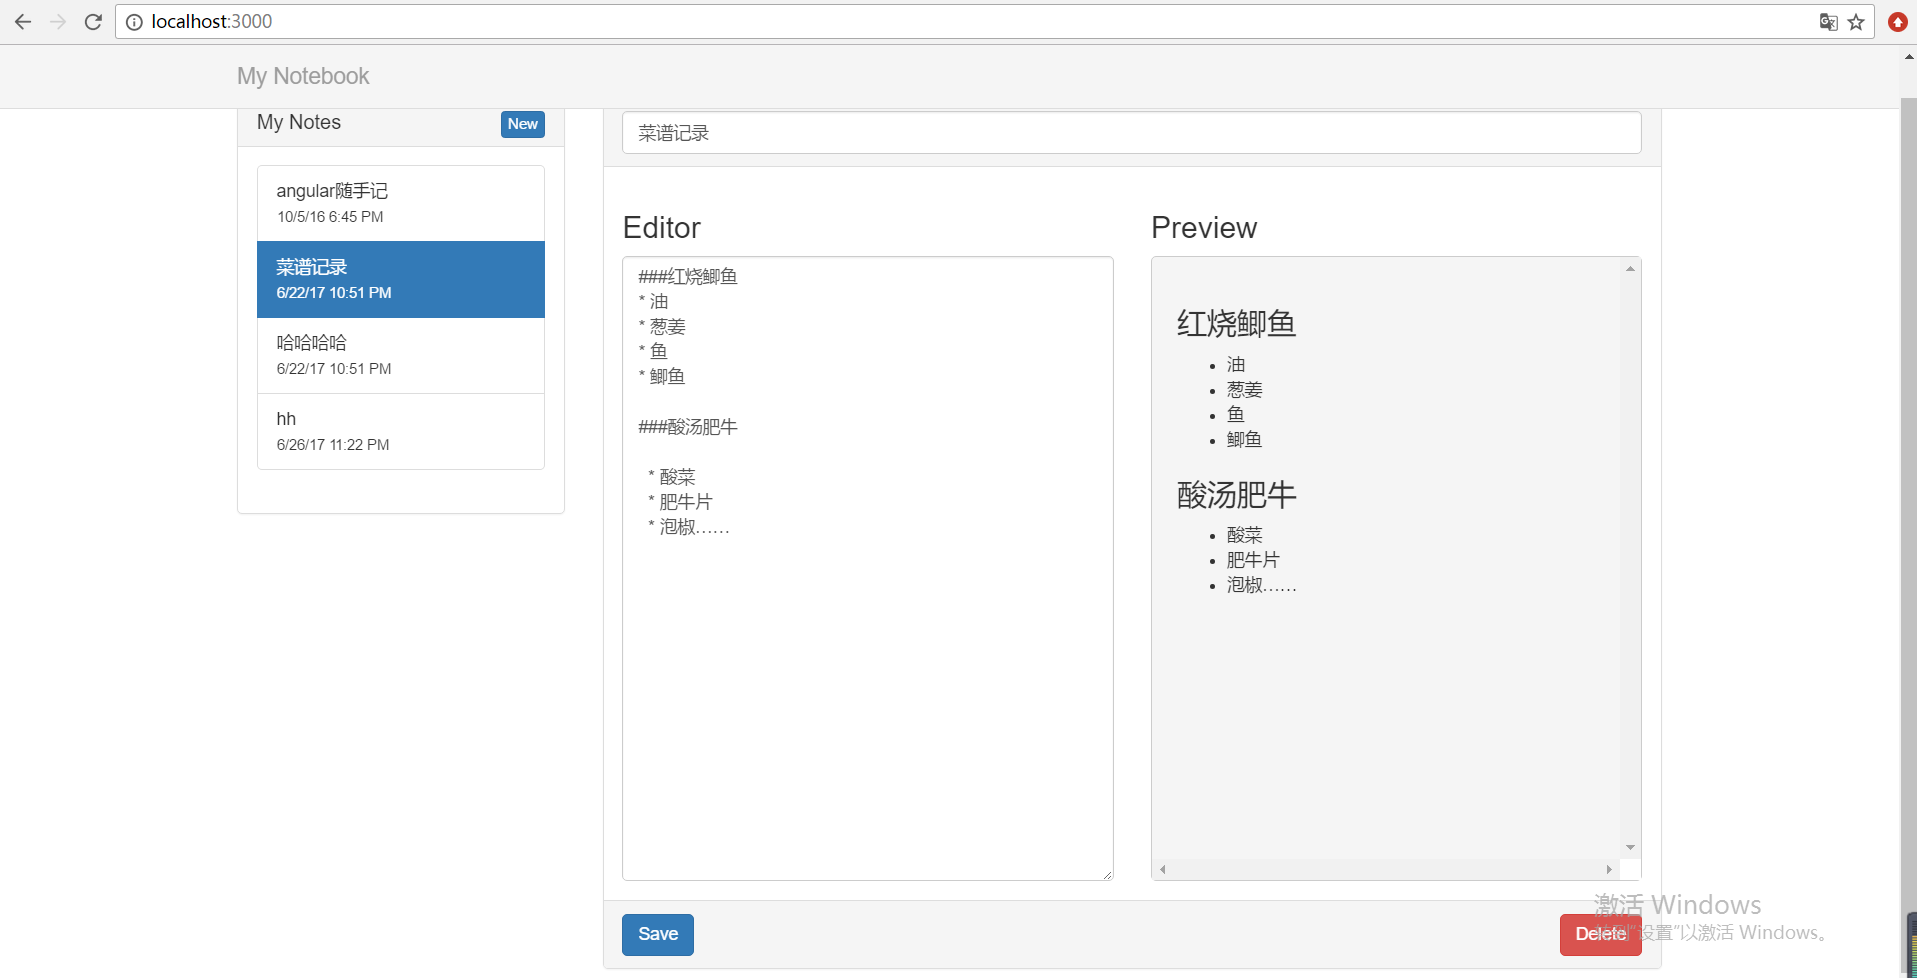 localhost:3000
My Notebook
My Notes
New
angular随手记
10/5/16 6:45 PM
菜谱记录
6/22/17 10:51 PM
哈哈哈哈
6/22/17 10:51 PM
hh
6/26/17 11:22 PM
菜谱记录
Editor
###红烧鲫鱼
* 油
* 葱姜
* 鱼
* 鲫鱼
###酸汤肥牛
* 酸菜
* 肥牛片
* 泡椒……
Preview
红烧鲫鱼
• 油
• 葱姜
• 鱼
• 鲫鱼
酸汤肥牛
• 酸菜
• 肥牛片
• 泡椒……
Save
Delete
激活 Windows
转到“设置”以激活 Windows。